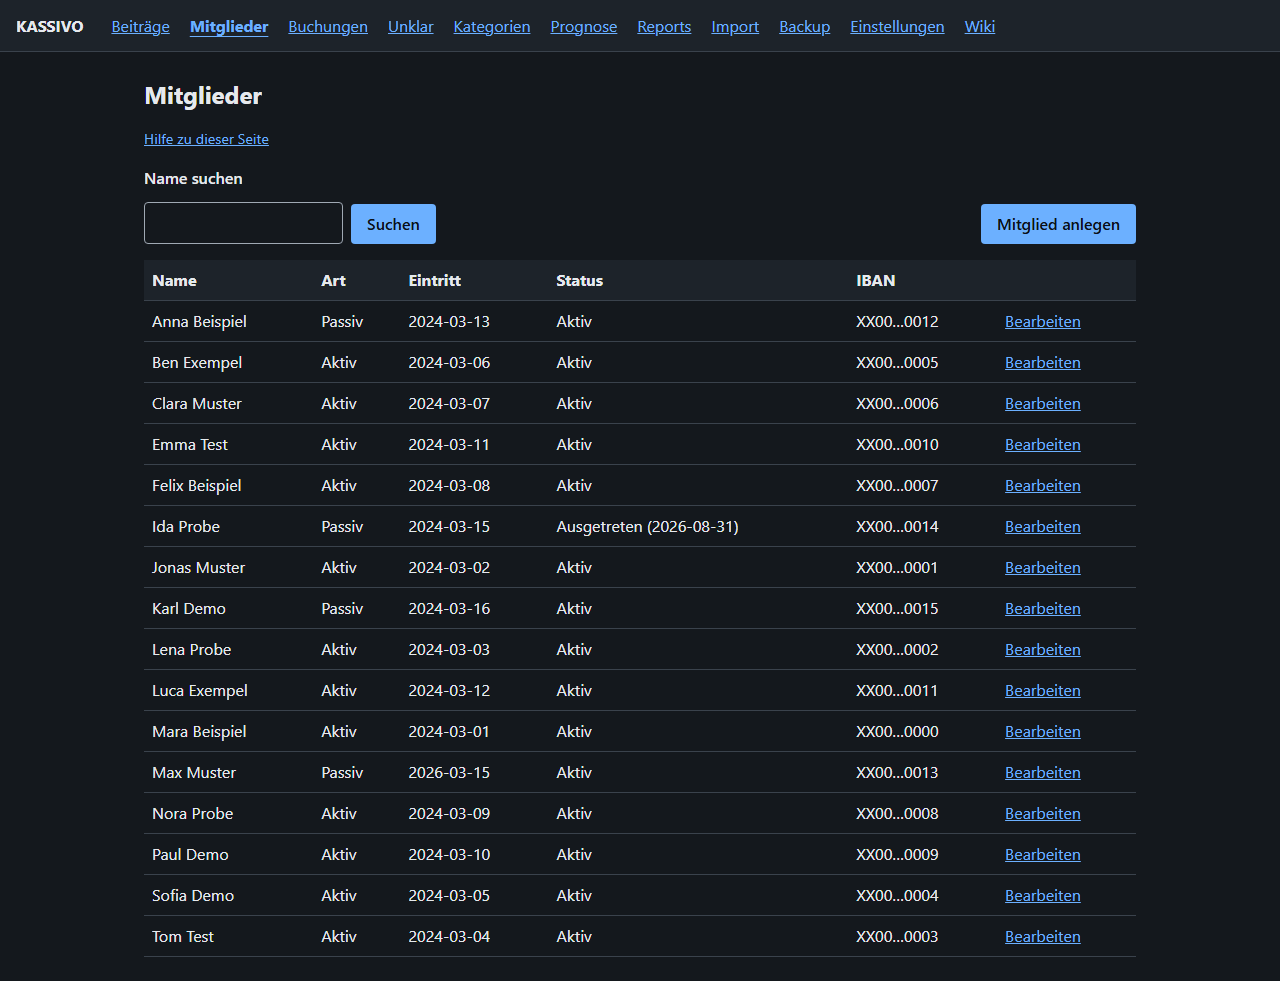 KASSIVO Beiträge Mitglieder Buchungen Unklar Kategorien Prognose Reports Import Backup Einstellungen Wiki
Mitglieder
Hilfe zu dieser Seite
Name suchen
Suchen Mitglied anlegen
Name Art Eintritt Status IBAN
Anna Beispiel Passiv 2024-03-13 Aktiv XX00...0012 Bearbeiten
Ben Exempel Aktiv 2024-03-06 Aktiv XX00...0005 Bearbeiten
Clara Muster Aktiv 2024-03-07 Aktiv XX00...0006 Bearbeiten
Emma Test Aktiv 2024-03-11 Aktiv XX00...0010 Bearbeiten
Felix Beispiel Aktiv 2024-03-08 Aktiv XX00...0007 Bearbeiten
Ida Probe Passiv 2024-03-15 Ausgetreten (2026-08-31) XX00...0014 Bearbeiten
Jonas Muster Aktiv 2024-03-02 Aktiv XX00...0001 Bearbeiten
Karl Demo Passiv 2024-03-16 Aktiv XX00...0015 Bearbeiten
Lena Probe Aktiv 2024-03-03 Aktiv XX00...0002 Bearbeiten
Luca Exempel Aktiv 2024-03-12 Aktiv XX00...0011 Bearbeiten
Mara Beispiel Aktiv 2024-03-01 Aktiv XX00...0000 Bearbeiten
Max Muster Passiv 2026-03-15 Aktiv XX00...0013 Bearbeiten
Nora Probe Aktiv 2024-03-09 Aktiv XX00...0008 Bearbeiten
Paul Demo Aktiv 2024-03-10 Aktiv XX00...0009 Bearbeiten
Sofia Demo Aktiv 2024-03-05 Aktiv XX00...0004 Bearbeiten
Tom Test Aktiv 2024-03-04 Aktiv XX00...0003 Bearbeiten